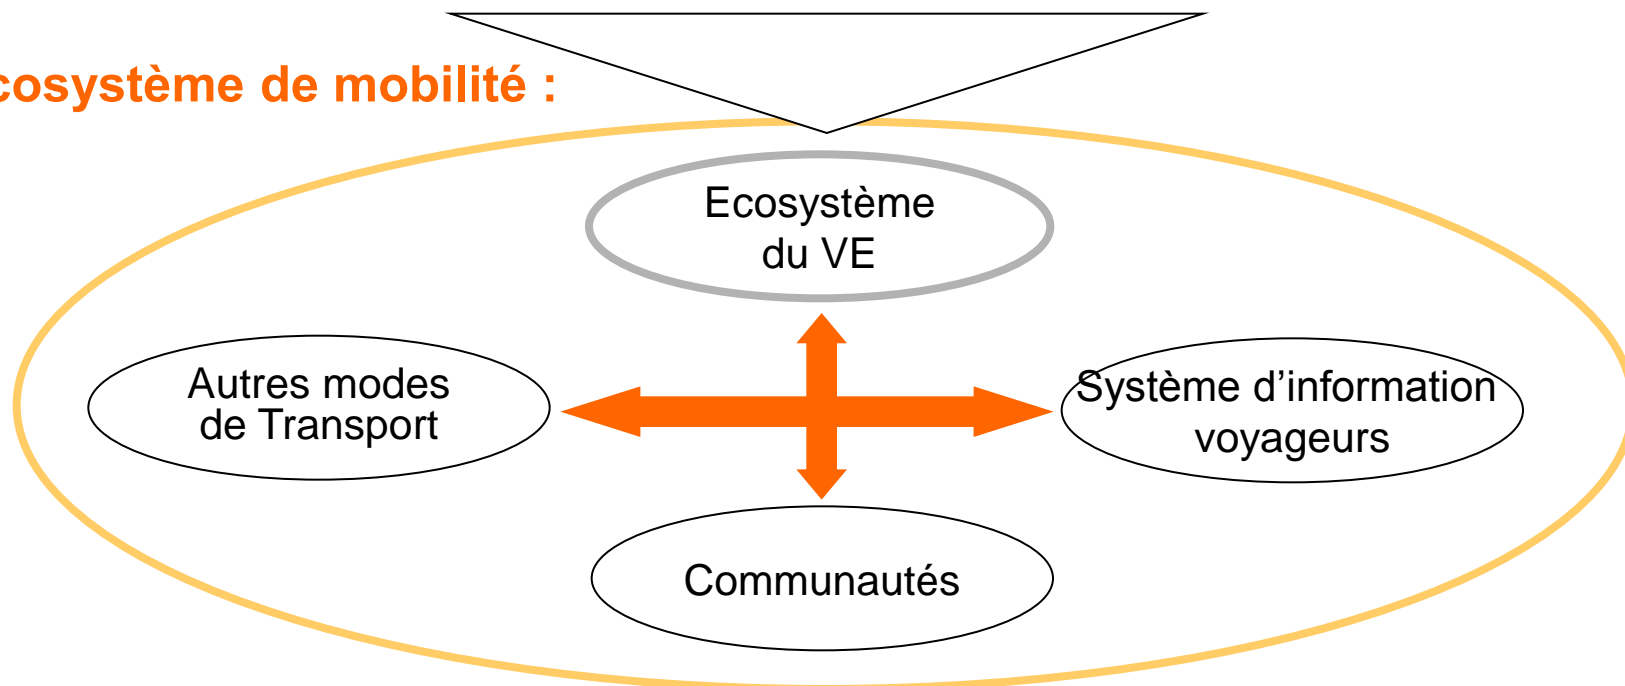 cosystème de mobilité :
Ecosystème
du VE
Autres modes
de Transport
Système d’information
voyageurs
Communautés